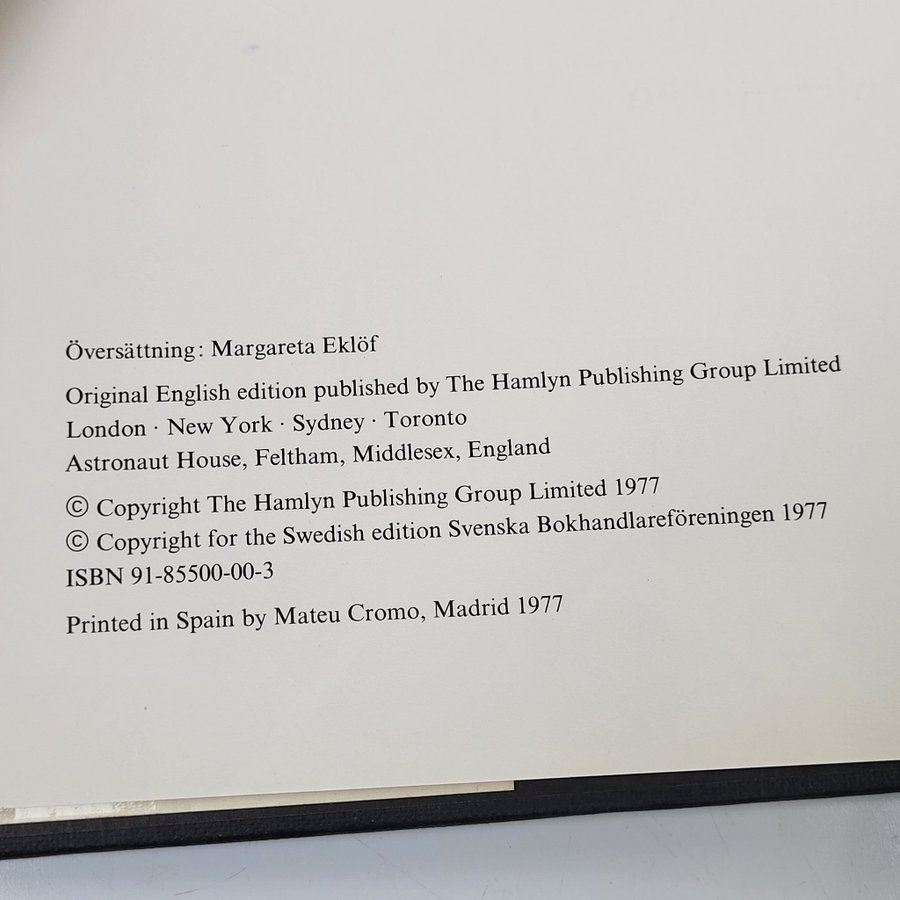 Översättning: Margareta Eklöf
Original English edition published by The Hamlyn Publishing Group Limited
London · New York · Sydney · Toronto
Astronaut House, Feltham, Middlesex, England
© Copyright The Hamlyn Publishing Group Limited 1977
© Copyright for the Swedish edition Svenska Bokhandlareföreningen 1977
ISBN 91-85500-00-3
Printed in Spain by Mateu Cromo, Madrid 1977